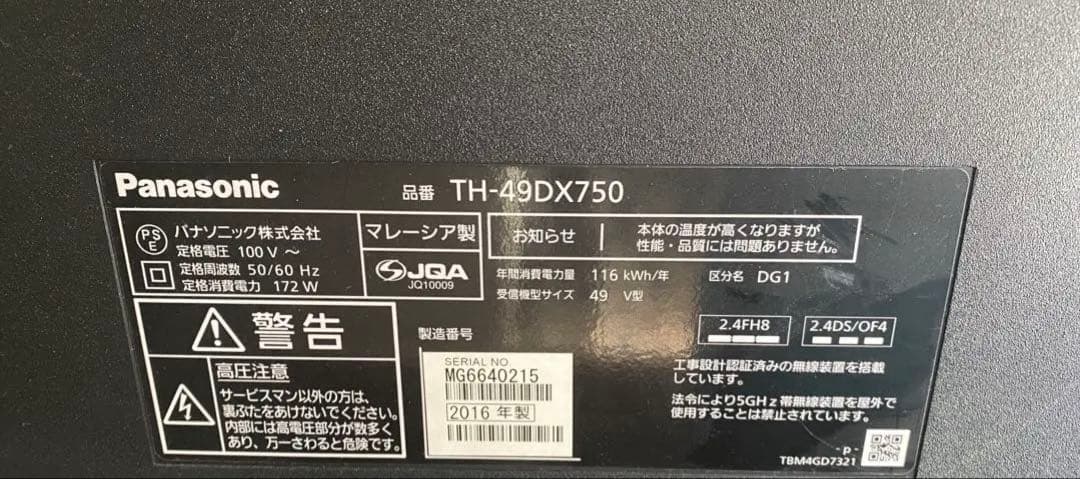 Panasonic
品番 TH-49DX750
PSE
パナソニック株式会社
定格電圧 100 V ～
定格周波数 50/60 Hz
定格消費電力 172 W
マレーシア製
JQA
JQ10009
お知らせ
本体の温度が高くなりますが
性能・品質には問題ありません。
年間消費電力量 116 kWh/年 区分名 DG1
受信機型サイズ 49 V型
2.4FH8
2.4DS/OF4
工事設計認証済みの無線装置を搭載
しています。
法令により5GHz帯無線装置を屋外で
使用することは禁止されています。
警告
高圧注意
サービスマン以外の方は、
裏ぶたをあけないでください。
内部には高電圧部分が数多く
あり、万一さわると危険です。
製造番号
SERIAL NO.
MG6640215
2016 年製
- p -
TBM4GD7321